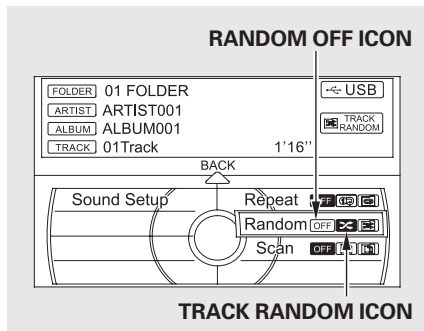 RANDOM OFF ICON
FOLDER 01 FOLDER
USB
ARTIST ARTIST001
TRACK RANDOM
ALBUM ALBUM001
TRACK 01Track 1'16''
BACK
Sound Setup
Repeat OFF
Random OFF
Scan OFF
TRACK RANDOM ICON